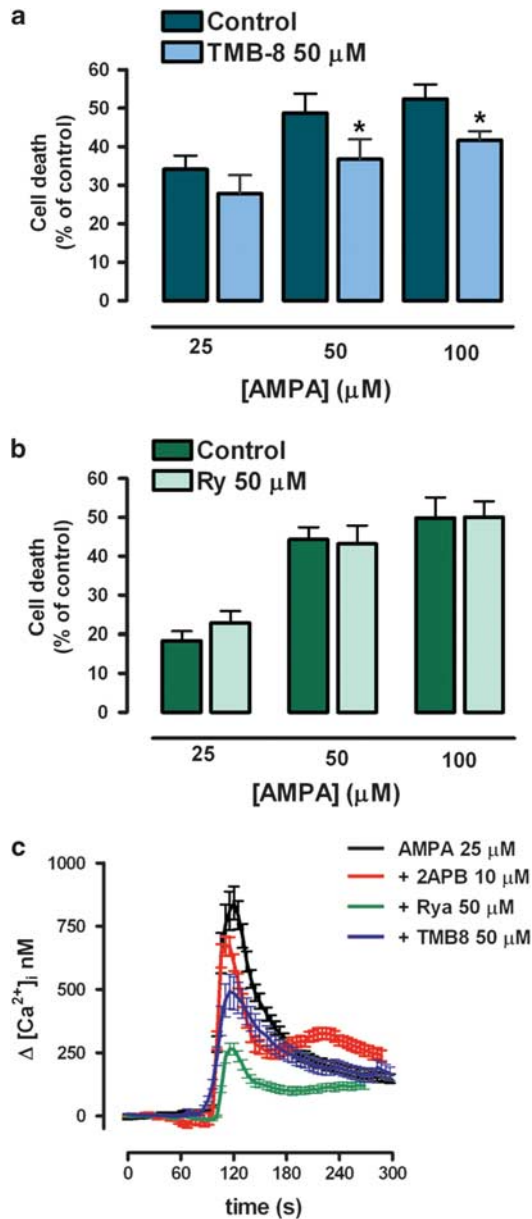 a
Control
TMB-8 50 μM
60
50
40
30
20
10
0
Cell death
(% of control)
*
*
25 50 100
[AMPA] (μM)
b
Control
Ry 50 μM
60
50
40
30
20
10
0
Cell death
(% of control)
25 50 100
[AMPA] (μM)
c
AMPA 25 μM
+ 2APB 10 μM
+ Rya 50 μM
+ TMB8 50 μM
1000
750
500
250
0
Δ [Ca²⁺]i nM
0 60 120 180 240 300
time (s)